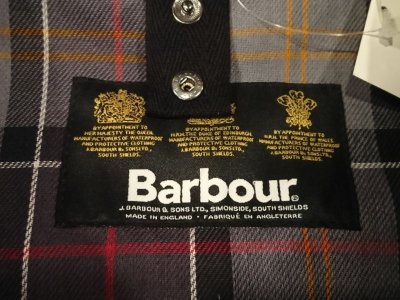 BY APPOINTMENT TO
HER MAJESTY THE QUEEN
MANUFACTURERS OF WATERPROOF
AND PROTECTIVE CLOTHING
J.BARBOUR & SONS LTD.,
SOUTH SHIELDS.
BY APPOINTMENT TO
H.R.H. THE DUKE OF EDINBURGH
MANUFACTURERS OF WATERPROOF
& PROTECTIVE CLOTHING
J.BARBOUR & SONS LTD.,
SOUTH SHIELDS.
BY APPOINTMENT TO
H.R.H. THE PRINCE OF WALES
MANUFACTURERS OF WATERPROOF
AND PROTECTIVE CLOTHING
J.BARBOUR & SONS LTD.,
SOUTH SHIELDS.
Barbour®
J. BARBOUR & SONS LTD., SIMONSIDE, SOUTH SHIELDS
MADE IN ENGLAND • FABRIQUÉ EN ANGLETERRE